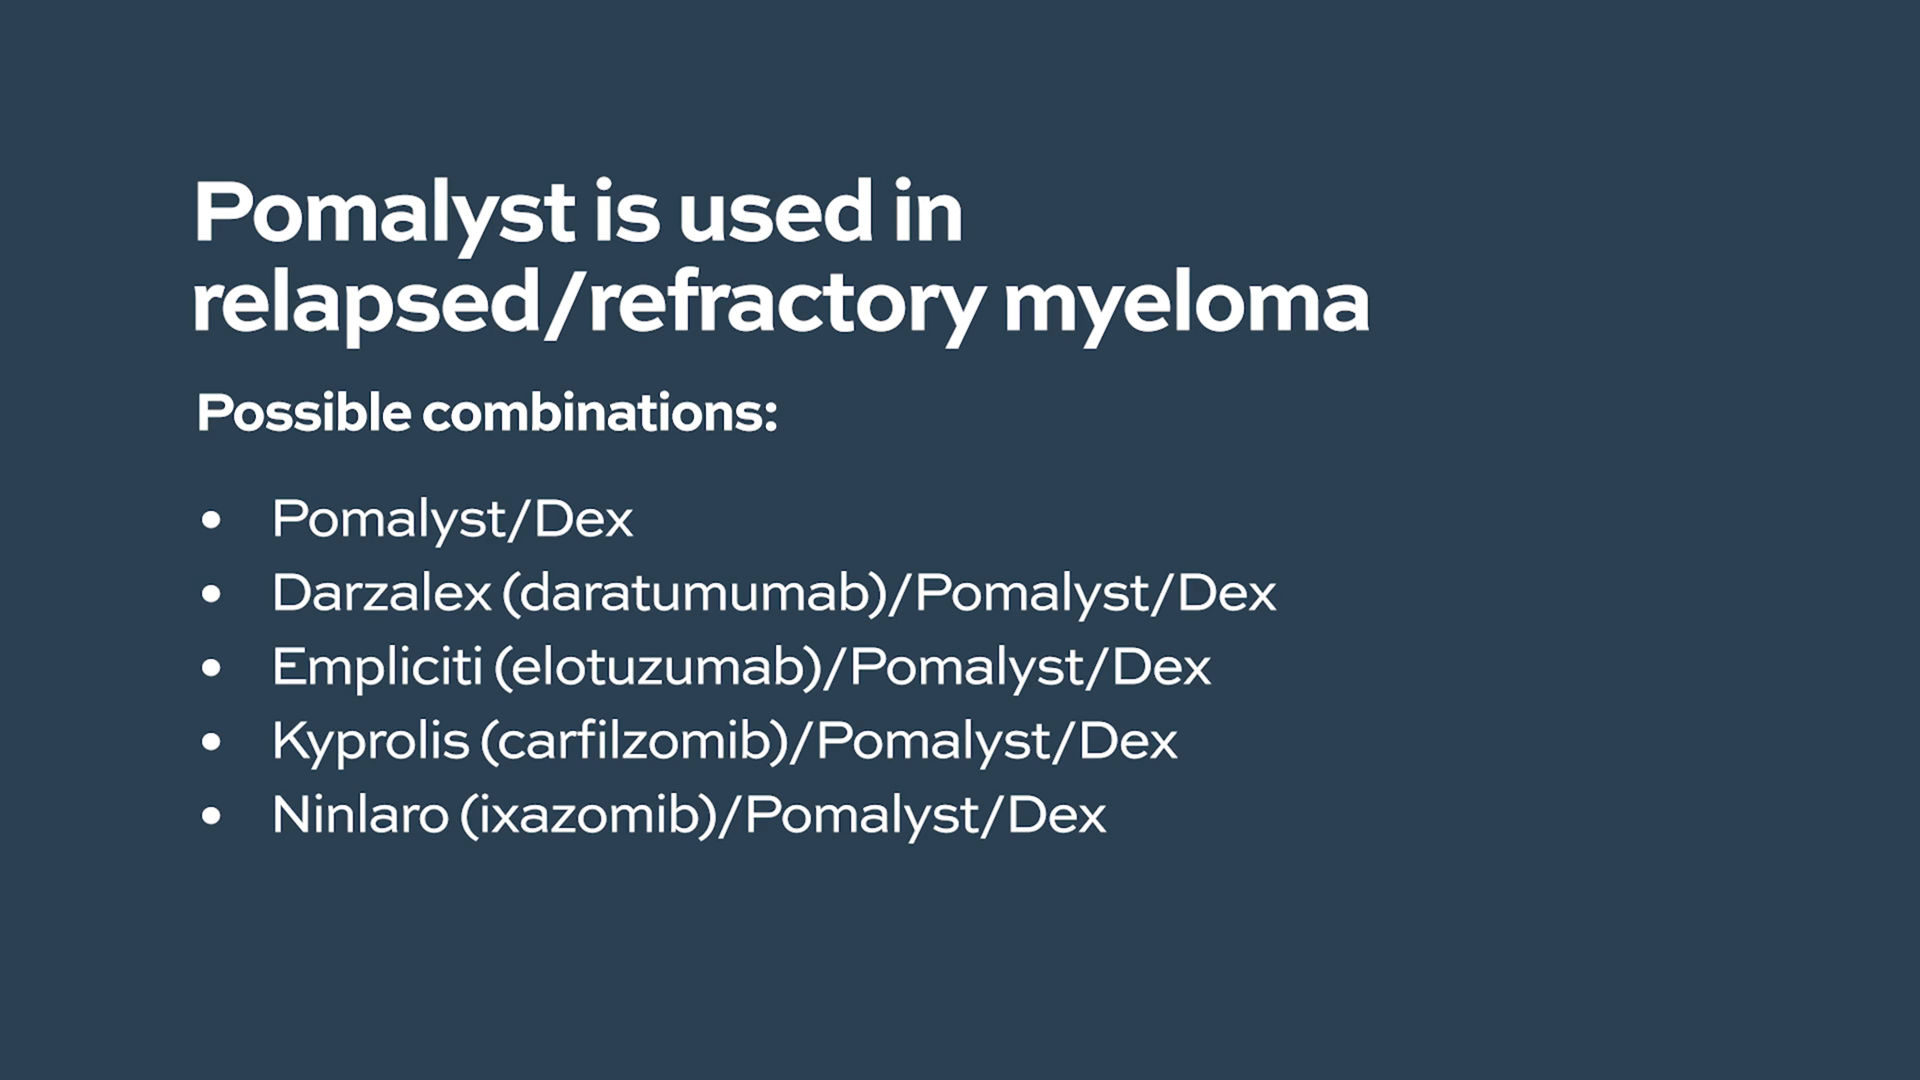 Pomalyst is used in
relapsed/refractory myeloma
Possible combinations:
• Pomalyst/Dex
• Darzalex (daratumumab)/Pomalyst/Dex
• Empliciti (elotuzumab)/Pomalyst/Dex
• Kyprolis (carfilzomib)/Pomalyst/Dex
• Ninlaro (ixazomib)/Pomalyst/Dex